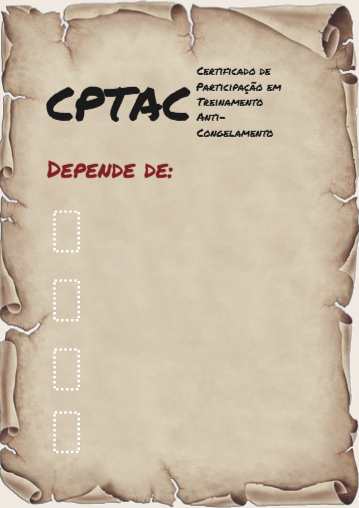 CPTAC
Certificado de
Participação em
Treinamento
Anti-
Congelamento
Depende de: